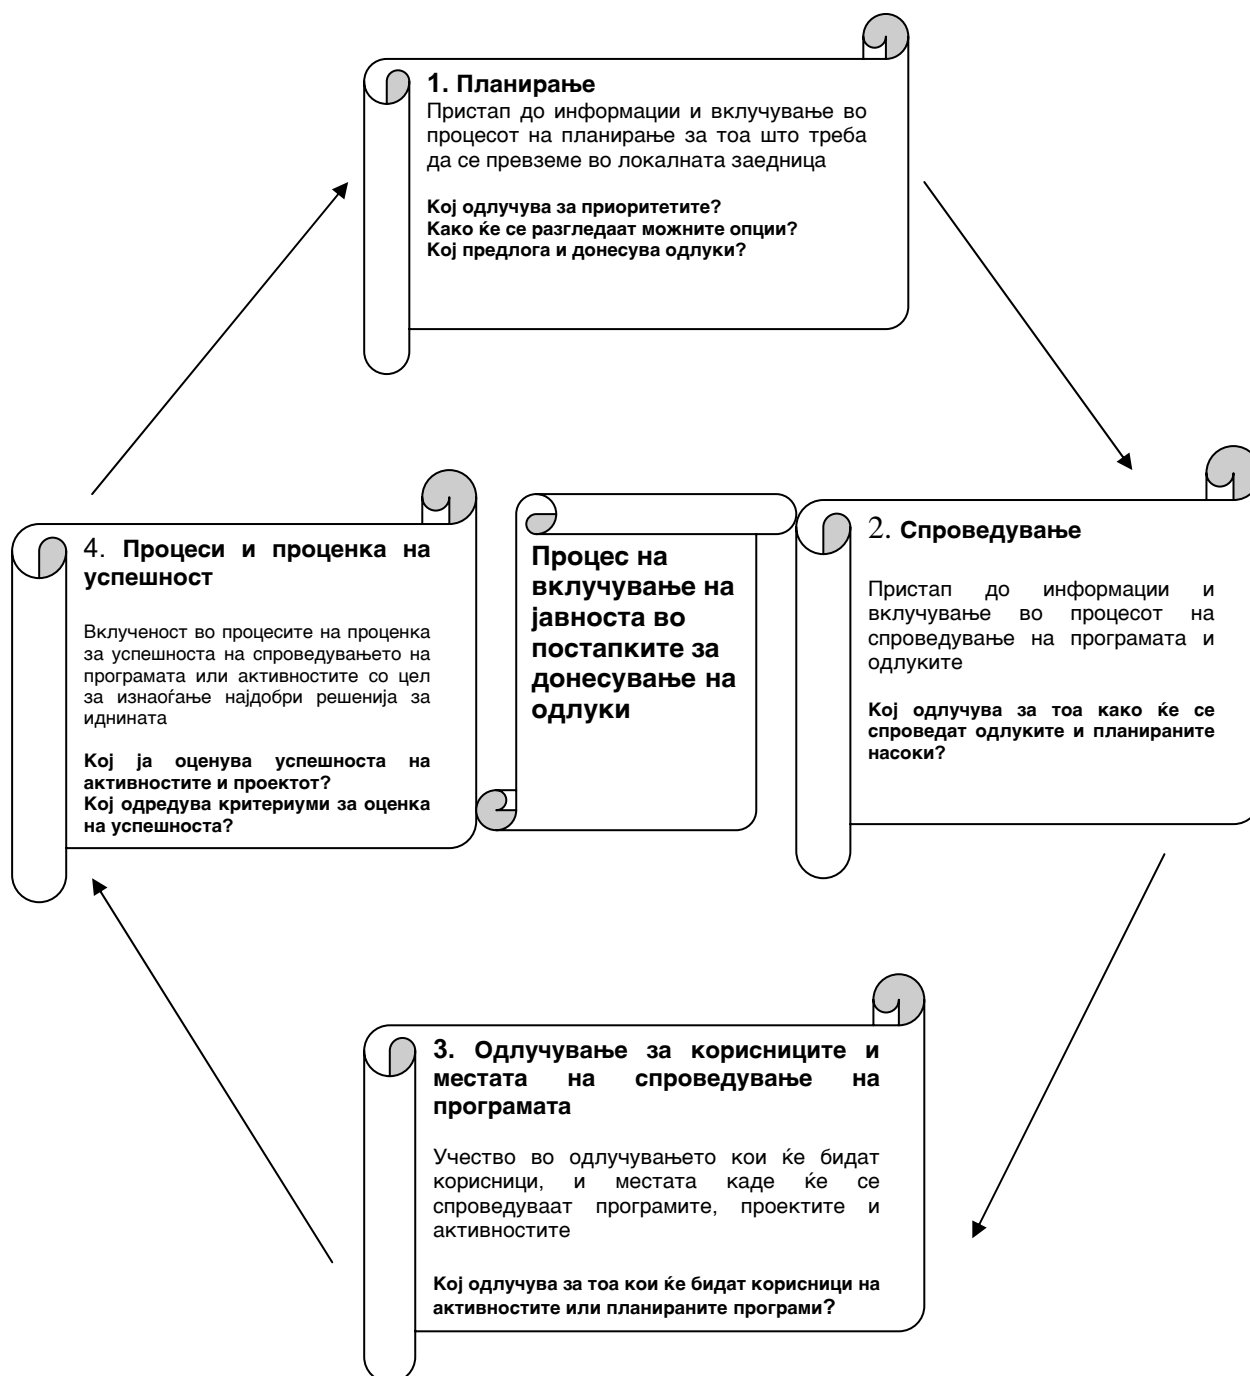 1. Планирање
Пристап до информации и вклучување во
процесот на планирање за тоа што треба
да се превземе во локалната заедница
Кој одлучува за приоритетите?
Како ќе се разгледаат можните опции?
Кој предлога и донесува одлуки?
4. Процеси и проценка на
успешност
Вклученост во процесите на проценка
за успешноста на спроведувањето на
програмата или активностите со цел
за изнаоѓање најдобри решенија за
иднината
Кој ја оценува успешноста на
активностите и проектот?
Кој одредува критериуми за оценка
на успешноста?
Процес на
вклучување на
јавноста во
постапките за
донесување на
одлуки
2. Спроведување
Пристап до информации и
вклучување во процесот на
спроведување на програмата и
одлуките
Кој одлучува за тоа како ќе се
спроведат одлуките и планираните
насоки?
3. Одлучување за корисниците и
местата на спроведување на
програмата
Учество во одлучувањето кои ќе бидат
корисници, и местата каде ќе се
спроведуваат програмите, проектите и
активностите
Кој одлучува за тоа кои ќе бидат корисници на
активностите или планираните програми?